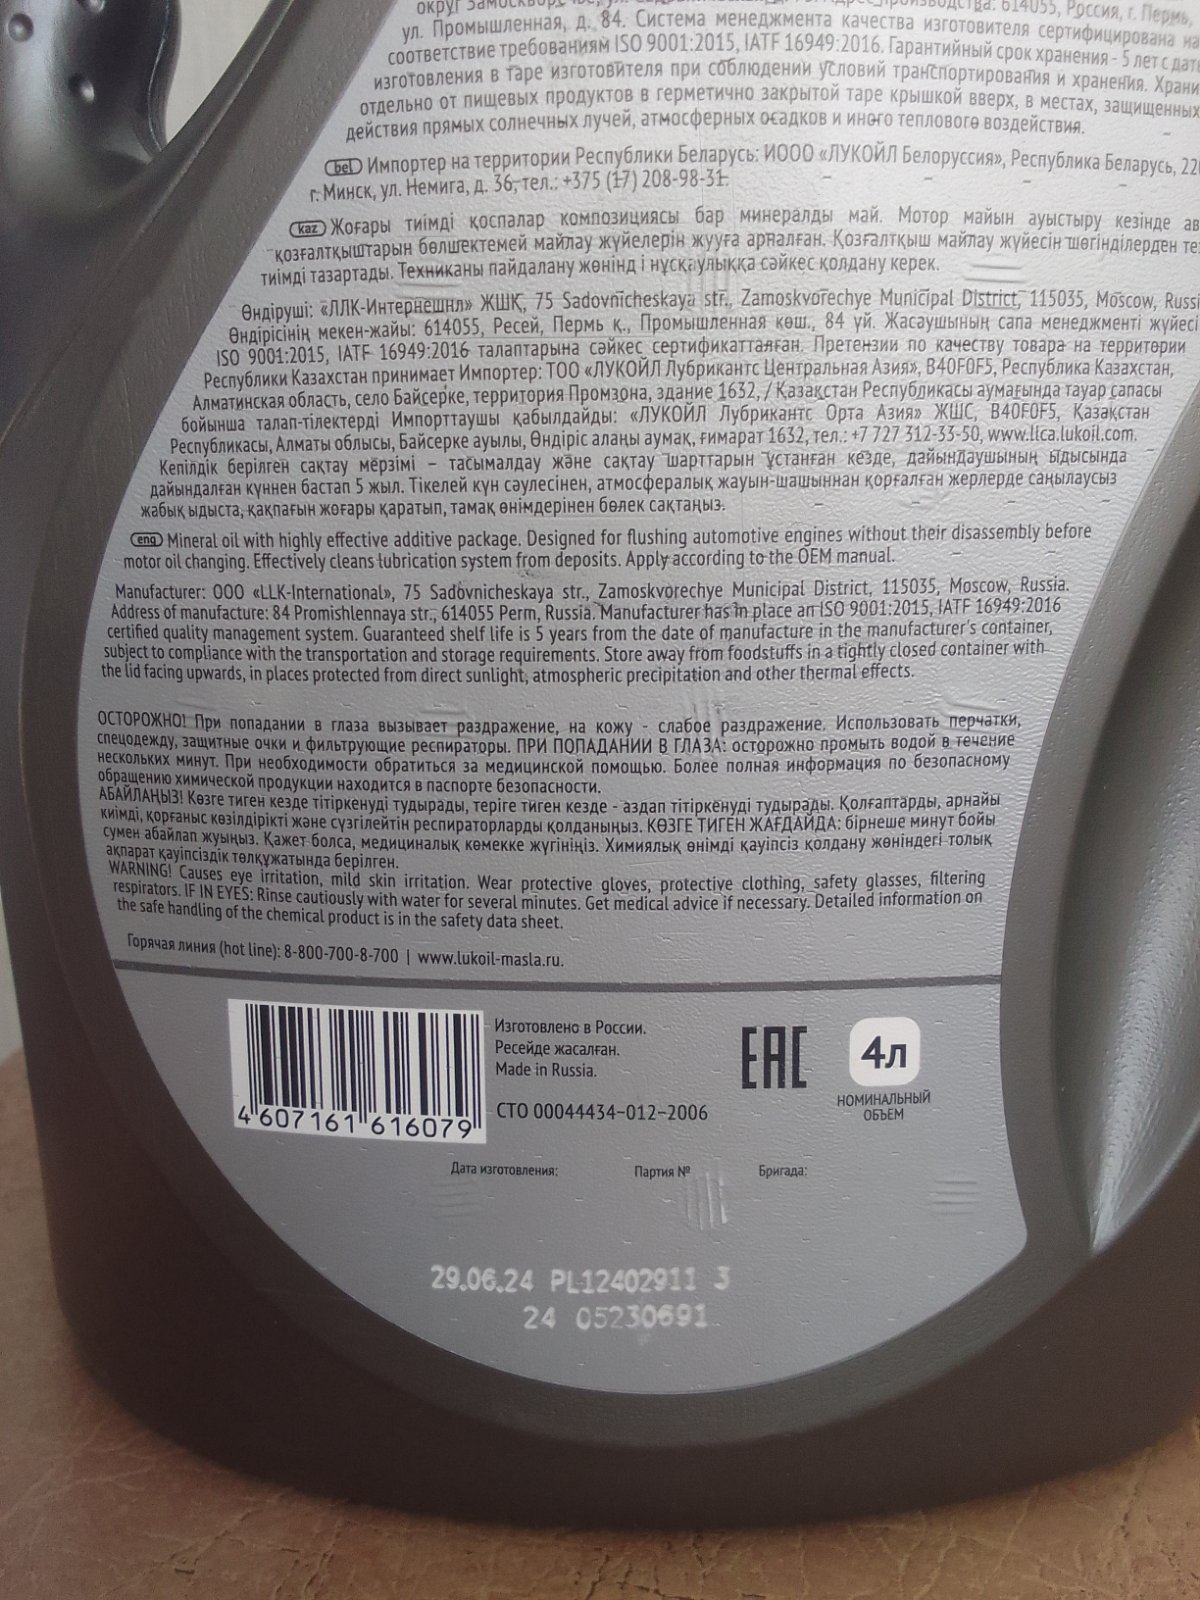 ул. Промышленная, д. 84. Система менеджмента качества изготовителя сертифицирована на
соответствие требованиям ISO 9001:2015, IATF 16949:2016. Гарантийный срок хранения - 5 лет с дат
изготовления в таре изготовителя при соблюдении условий транспортирования и хранения. Храни
отдельно от пищевых продуктов в герметично закрытой таре крышкой вверх, в местах, защищенных
действия прямых солнечных лучей, атмосферных осадков и иного теплового воздействия.
bel Импортер на территории Республики Беларусь: ИООО «ЛУКОЙЛ Белоруссия», Республика Беларусь, 220
г. Минск, ул. Немига, д. 36, тел.: +375 (17) 208-98-31.
kaz Жоғары тиімді қоспалар композициясы бар минералды май. Мотор майын ауыстыру кезінде ав
қозғалтқыштарын бөлшектемей майлау жүйелерін жууға арналған. Қозғалтқыш майлау жүйесін шөгінділерден те
тиімді тазартады. Техниканы пайдалану жөнінд і нұсқаулыққа сәйкес қолдану керек.
Өндіруші: «ЛЛК-Интернешнл» ЖШҚ, 75 Sadovnicheskaya str., Zamoskvorechye Municipal District, 115035, Moscow, Russi
Өндірісінің мекен-жайы: 614055, Ресей, Пермь қ., Промышленная көш., 84 үй. Жасаушының сапа менеджменті жүйесі
ISO 9001:2015, IATF 16949:2016 талаптарына сәйкес сертификатталған. Претензии по качеству товара на территории
Республики Казахстан принимает Импортер: ТОО «ЛУКОЙЛ Лубрикантс Центральная Азия», B40F0F5, Республика Казахстан,
Алматинская область, село Байсерке, территория Промзона, здание 1632, / Қазақстан Республикасы аумағында тауар сапасы
бойынша талап-тілектерді Импорттаушы қабылдайды: «ЛУКОЙЛ Лубрикантс Орта Азия» ЖШС, B40F0F5, Қазақстан
Республикасы, Алматы облысы, Байсерке ауылы, Өндіріс алаңы аумақ, ғимарат 1632, тел.: +7 727 312-33-50, www.llca.lukoil.com.
Кепілдік берілген сақтау мерзімі – тасымалдау және сақтау шарттарын ұстанған кезде, дайындаушының ыдысында
дайындалған күннен бастап 5 жыл. Тікелей күн сәулесінен, атмосфералық жауын-шашыннан қорғалған жерлерде саңылаусыз
жабық ыдыста, қақпағын жоғары қаратып, тамақ өнімдерінен бөлек сақтаңыз.
eng Mineral oil with highly effective additive package. Designed for flushing automotive engines without their disassembly before
motor oil changing. Effectively cleans lubrication system from deposits. Apply according to the OEM manual.
Manufacturer: OOO «LLK-International», 75 Sadovnicheskaya str., Zamoskvorechye Municipal District, 115035, Moscow, Russia.
Address of manufacture: 84 Promishlennaya str., 614055 Perm, Russia. Manufacturer has in place an ISO 9001:2015, IATF 16949:2016
certified quality management system. Guaranteed shelf life is 5 years from the date of manufacture in the manufacturer's container,
subject to compliance with the transportation and storage requirements. Store away from foodstuffs in a tightly closed container with
the lid facing upwards, in places protected from direct sunlight, atmospheric precipitation and other thermal effects.
ОСТОРОЖНО! При попадании в глаза вызывает раздражение, на кожу - слабое раздражение. Использовать перчатки,
спецодежду, защитные очки и фильтрующие респираторы. ПРИ ПОПАДАНИИ В ГЛАЗА: осторожно промыть водой в течение
нескольких минут. При необходимости обратиться за медицинской помощью. Более полная информация по безопасному
обращению химической продукции находится в паспорте безопасности.
АБАЙЛАҢЫЗ! Көзге тиген кезде тітіркенуді тудырады, теріге тиген кезде - аздап тітіркенуді тудырады. Қолғаптарды, арнайы
киімді, қорғаныс көзілдірікті және сүзгілейтін респираторларды қолданыңыз. КӨЗГЕ ТИГЕН ЖАҒДАЙДА: бірнеше минут бойы
сумен абайлап жуыңыз. Қажет болса, медициналық көмекке жүгініңіз. Химиялық өнімді қауіпсіз қолдану жөніндегі толық
ақпарат қауіпсіздік төлқұжатында берілген.
WARNING! Causes eye irritation, mild skin irritation. Wear protective gloves, protective clothing, safety glasses, filtering
respirators. IF IN EYES: Rinse cautiously with water for several minutes. Get medical advice if necessary. Detailed information on
the safe handling of the chemical product is in the safety data sheet.
Горячая линия (hot line): 8-800-700-8-700 | www.lukoil-masla.ru.
Изготовлено в России.
Ресейде жасалған.
Made in Russia.
СТО 00044434–012–2006
4 607161 616079
EAC
4л
НОМИНАЛЬНЫЙ
ОБЪЕМ
Дата изготовления: Партия № Бригада:
29.06.24 PL12402911 3
24 05230691